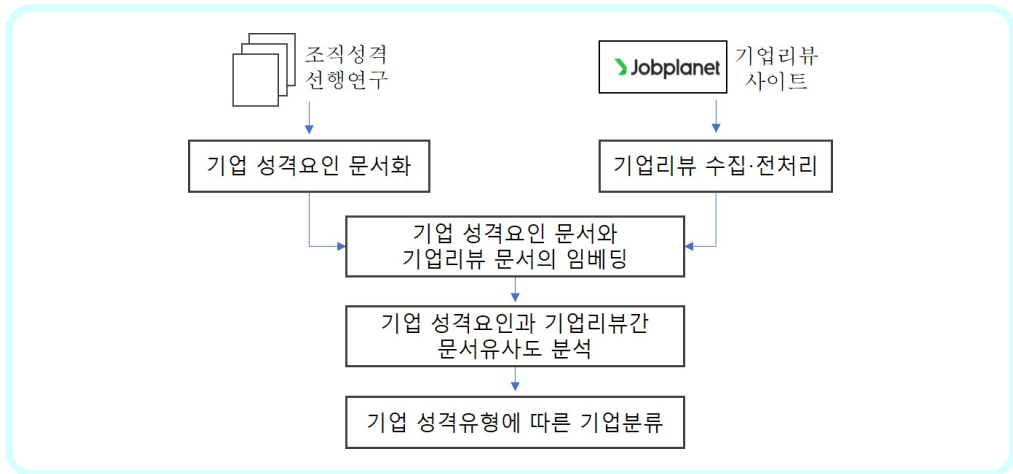 조직성격
선행연구
Jobplanet
기업리뷰
사이트
기업 성격요인 문서화
기업리뷰 수집·전처리
기업 성격요인 문서와
기업리뷰 문서의 임베딩
기업 성격요인과 기업리뷰간
문서유사도 분석
기업 성격유형에 따른 기업분류